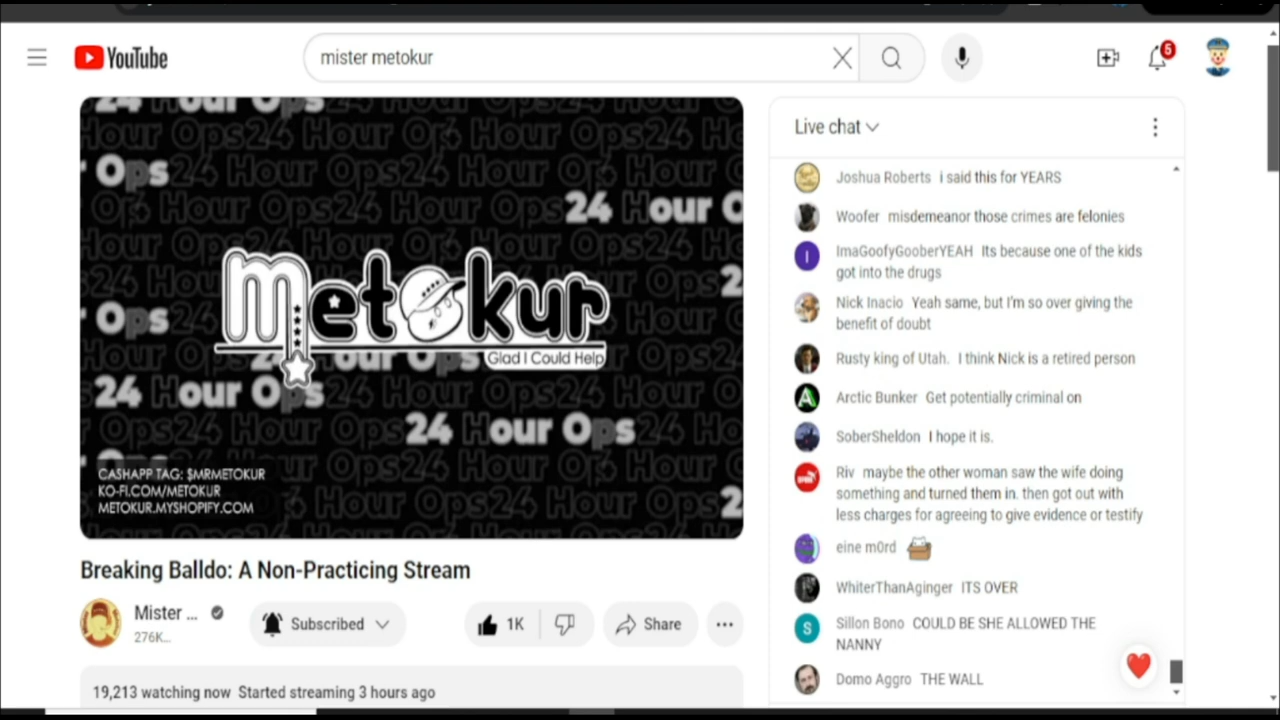 YouTube
mister metokur
5
24 Hour Ops
Metokur
Glad I Could Help
24 Hour Ops
24 Hour Ops
CASHAPP TAG: $MRMETOKUR
KO-FI.COM/METOKUR
METOKUR.MYSHOPIFY.COM
Breaking Balldo: A Non-Practicing Stream
Mister ...
276K...
Subscribed
1K
Share
19,213 watching now Started streaming 3 hours ago
Live chat
Joshua Roberts i said this for YEARS
Woofer misdemeanor those crimes are felonies
I
ImaGoofyGooberYEAH Its because one of the kids
got into the drugs
Nick Inacio Yeah same, but I'm so over giving the
benefit of doubt
Rusty king of Utah. I think Nick is a retired person
Arctic Bunker Get potentially criminal on
SoberSheldon I hope it is.
Riv maybe the other woman saw the wife doing
something and turned them in. then got out with
less charges for agreeing to give evidence or testify
eine m0rd
WhiterThanAginger ITS OVER
S
Sillon Bono COULD BE SHE ALLOWED THE
NANNY
Domo Aggro THE WALL